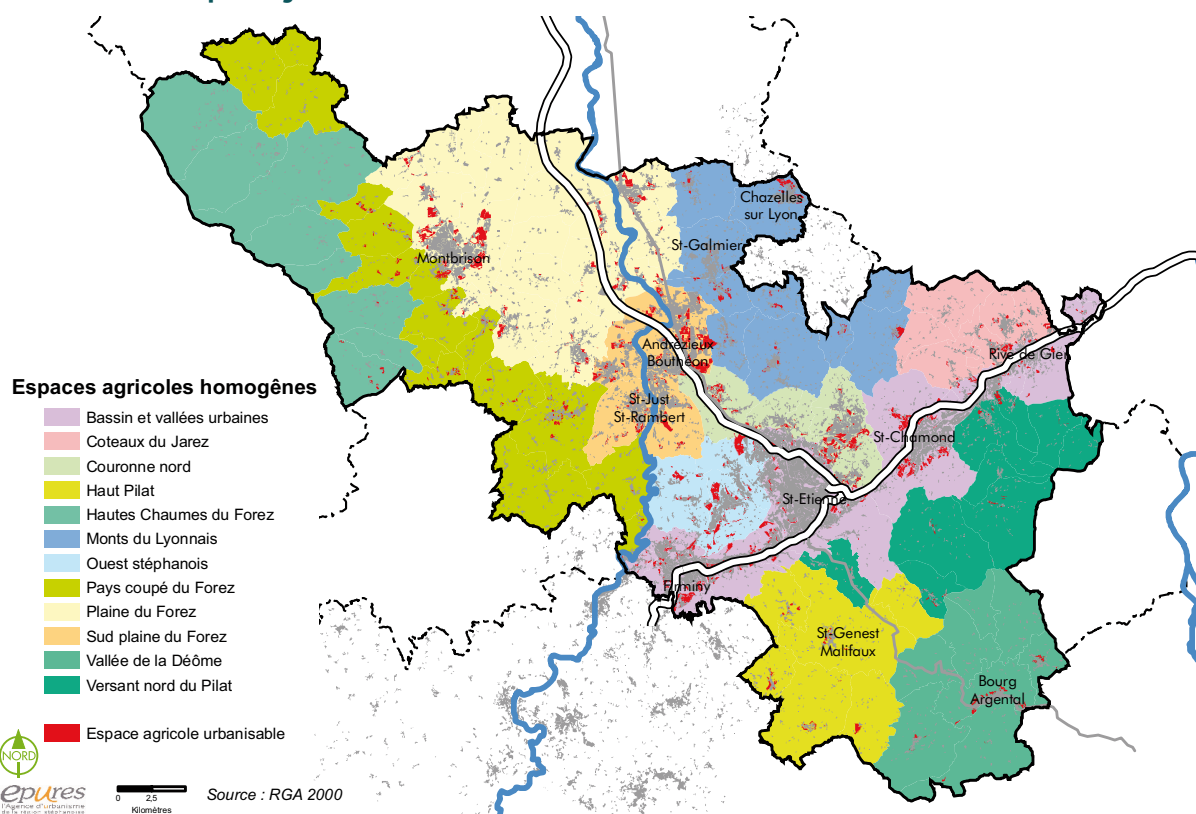 Chazelles
sur Lyon
St-Galmier
Montbrison
Andrézieux
Bouthéon
Rive de Gier
Espaces agricoles homogênes
Bassin et vallées urbaines
Coteaux du Jarez
Couronne nord
Haut Pilat
Hautes Chaumes du Forez
Monts du Lyonnais
Ouest stéphanois
Pays coupé du Forez
Plaine du Forez
Sud plaine du Forez
Vallée de la Déôme
Versant nord du Pilat
Espace agricole urbanisable
St-Just
St-Rambert
St-Chamond
St-Etienne
Firminy
St-Genest
Malifaux
Bourg
Argental
NORD
epures
l'Agence d'urbanisme
de la région stéphanoise
0 2,5
Kilomètres
Source : RGA 2000